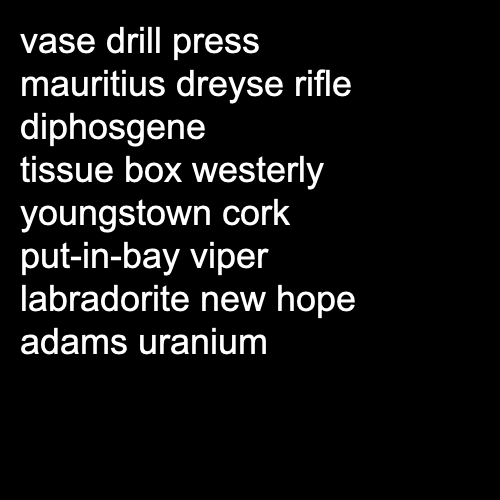 vase drill press
mauritius dreyse rifle
diphosgene
tissue box westerly
youngstown cork
put-in-bay viper
labradorite new hope
adams uranium